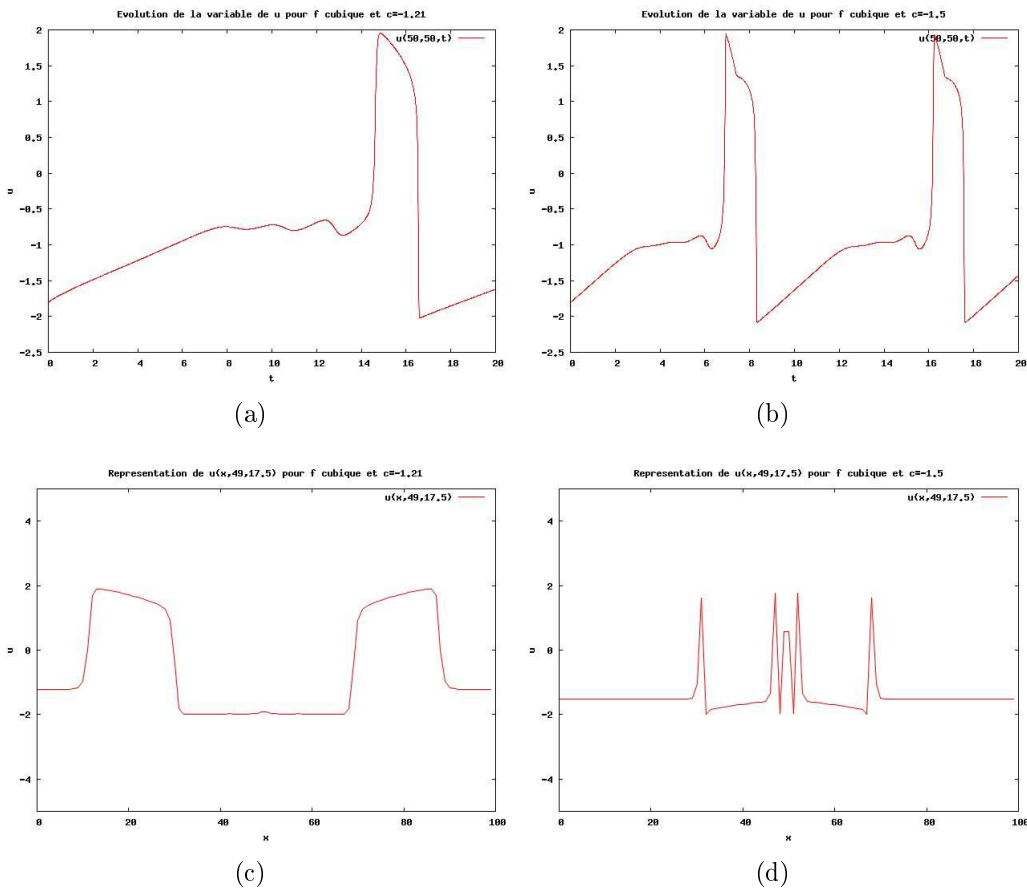 Evolution de la variable de u pour f cubique et c=-1.21
u(50,50,t)
2
1.5
1
0.5
0
-0.5
-1
-1.5
-2
-2.5
u
0 2 4 6 8 10 12 14 16 18 20
t
(a)
Evolution de la variable de u pour f cubique et c=-1.5
u(50,50,t)
2
1.5
1
0.5
0
-0.5
-1
-1.5
-2
-2.5
u
0 2 4 6 8 10 12 14 16 18 20
t
(b)
Representation de u(x,49,17.5) pour f cubique et c=-1.21
u(x,49,17.5)
4
2
0
-2
-4
u
0 20 40 60 80 100
x
(c)
Representation de u(x,49,17.5) pour f cubique et c=-1.5
u(x,49,17.5)
4
2
0
-2
-4
u
0 20 40 60 80 100
x
(d)